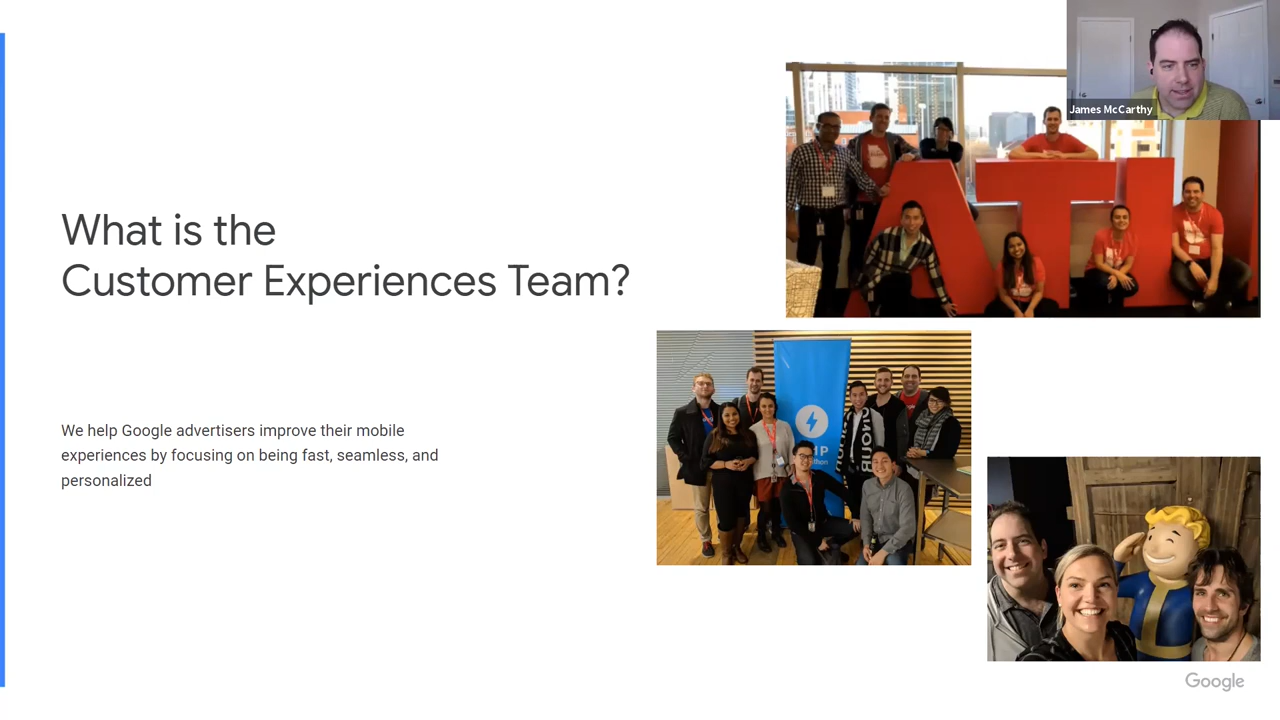 James McCarthy
ATL
What is the
Customer Experiences Team?
We help Google advertisers improve their mobile
experiences by focusing on being fast, seamless, and
personalized
Google